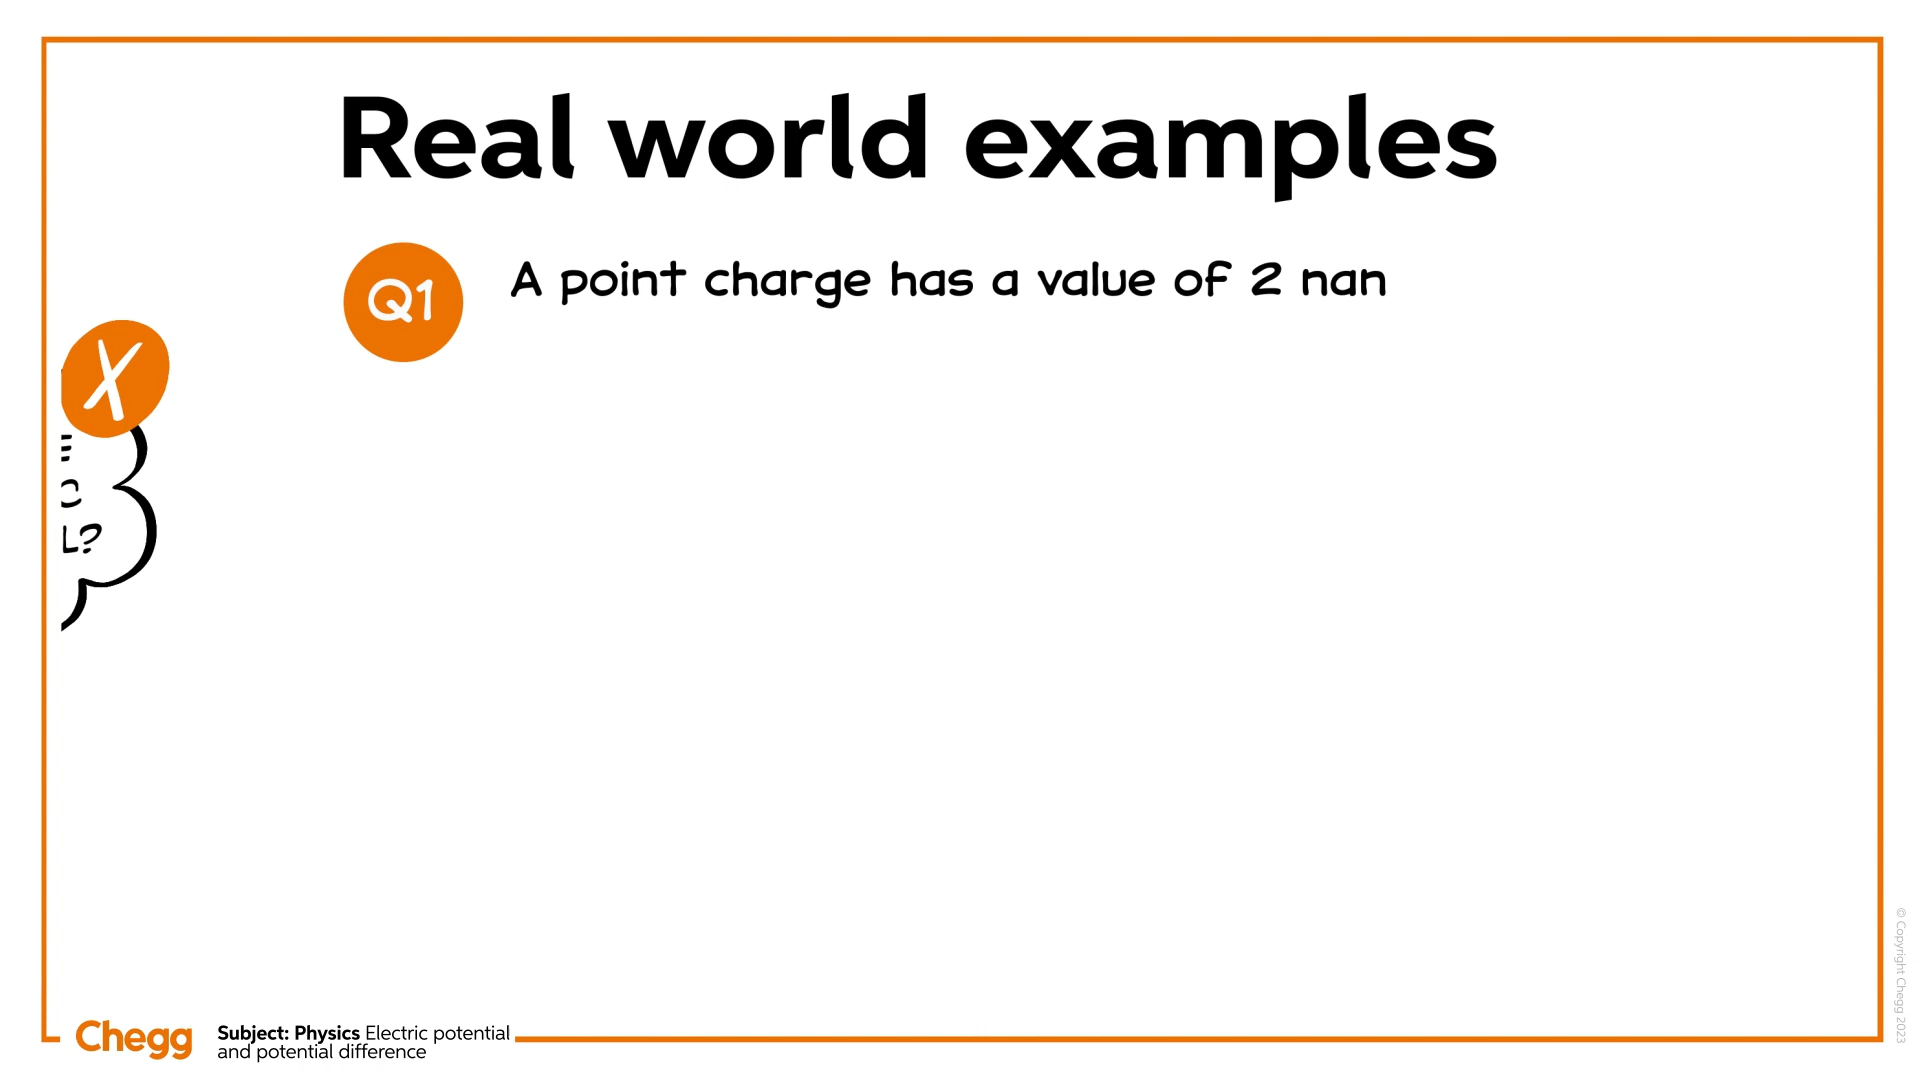 Real world examples
Q1
A point charge has a value of 2 nan
X
C
L?
Chegg
Subject: Physics Electric potential
and potential difference
© Copyright Chegg 2023